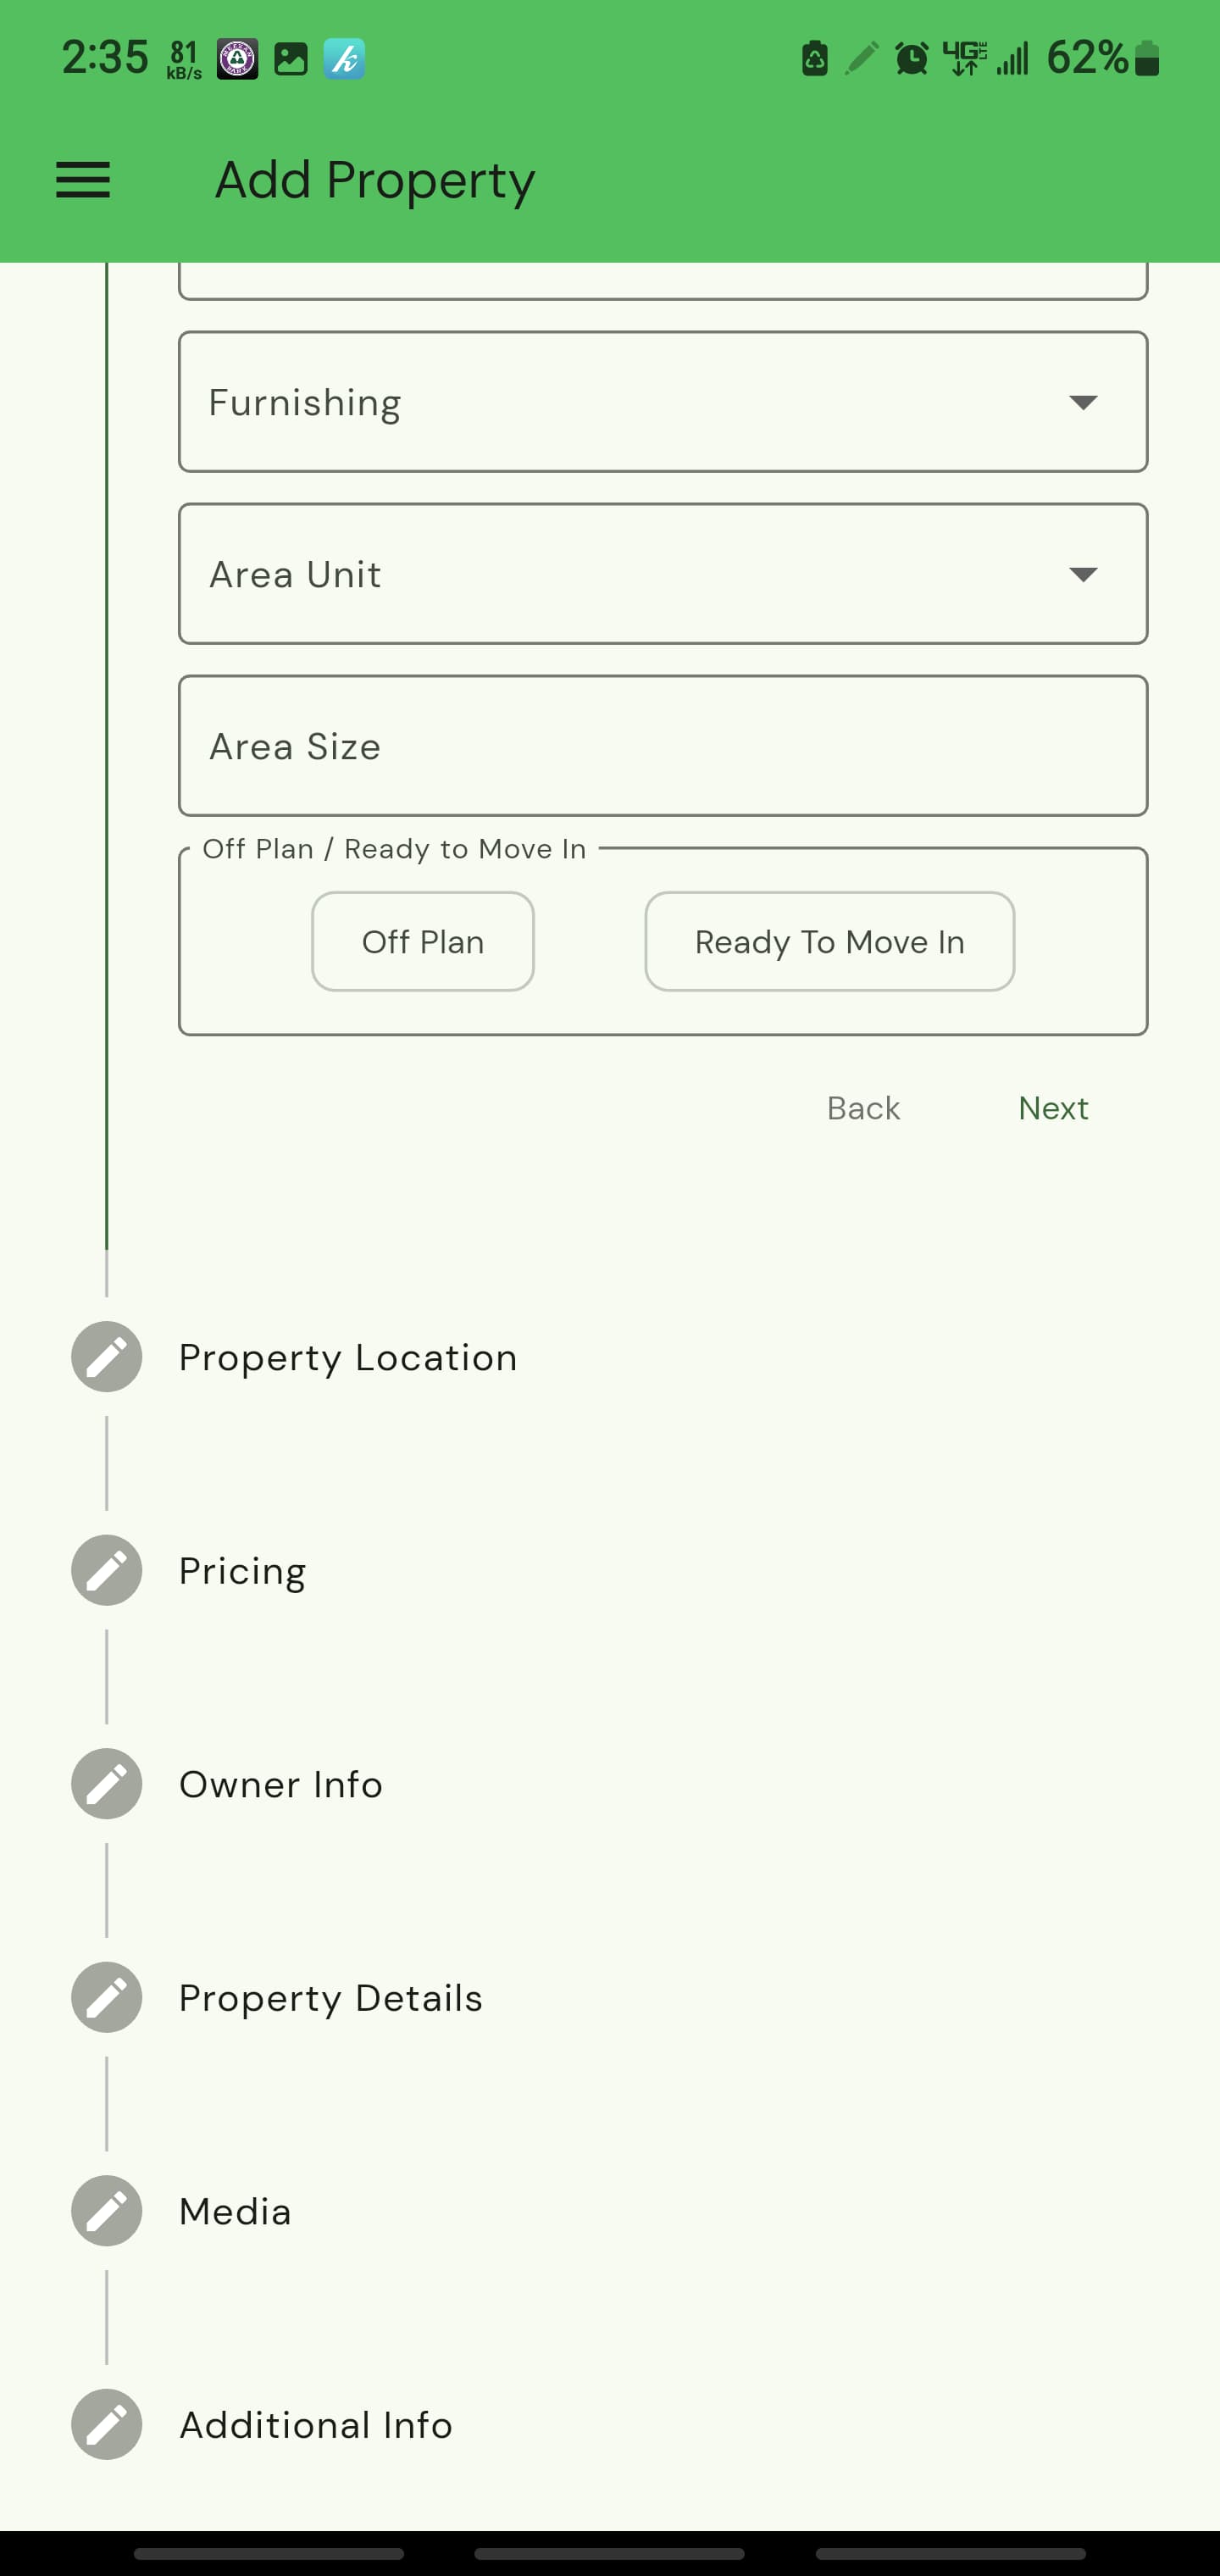 2:35 81 kB/s 4G LTE 62%
Add Property
Furnishing
Area Unit
Area Size
Off Plan / Ready to Move In
Off Plan Ready To Move In
Back Next
Property Location
Pricing
Owner Info
Property Details
Media
Additional Info